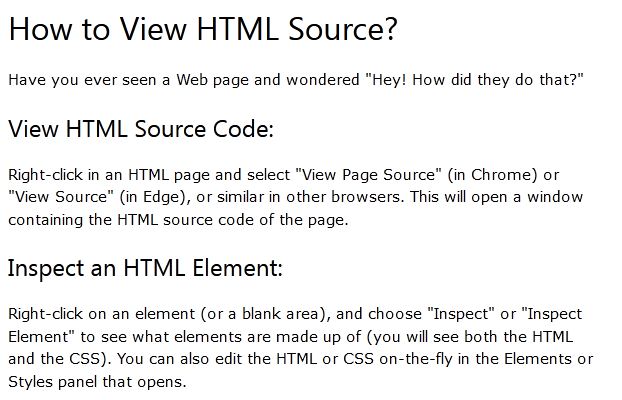 How to View HTML Source?
Have you ever seen a Web page and wondered "Hey! How did they do that?"
View HTML Source Code:
Right-click in an HTML page and select "View Page Source" (in Chrome) or
"View Source" (in Edge), or similar in other browsers. This will open a window
containing the HTML source code of the page.
Inspect an HTML Element:
Right-click on an element (or a blank area), and choose "Inspect" or "Inspect
Element" to see what elements are made up of (you will see both the HTML
and the CSS). You can also edit the HTML or CSS on-the-fly in the Elements or
Styles panel that opens.